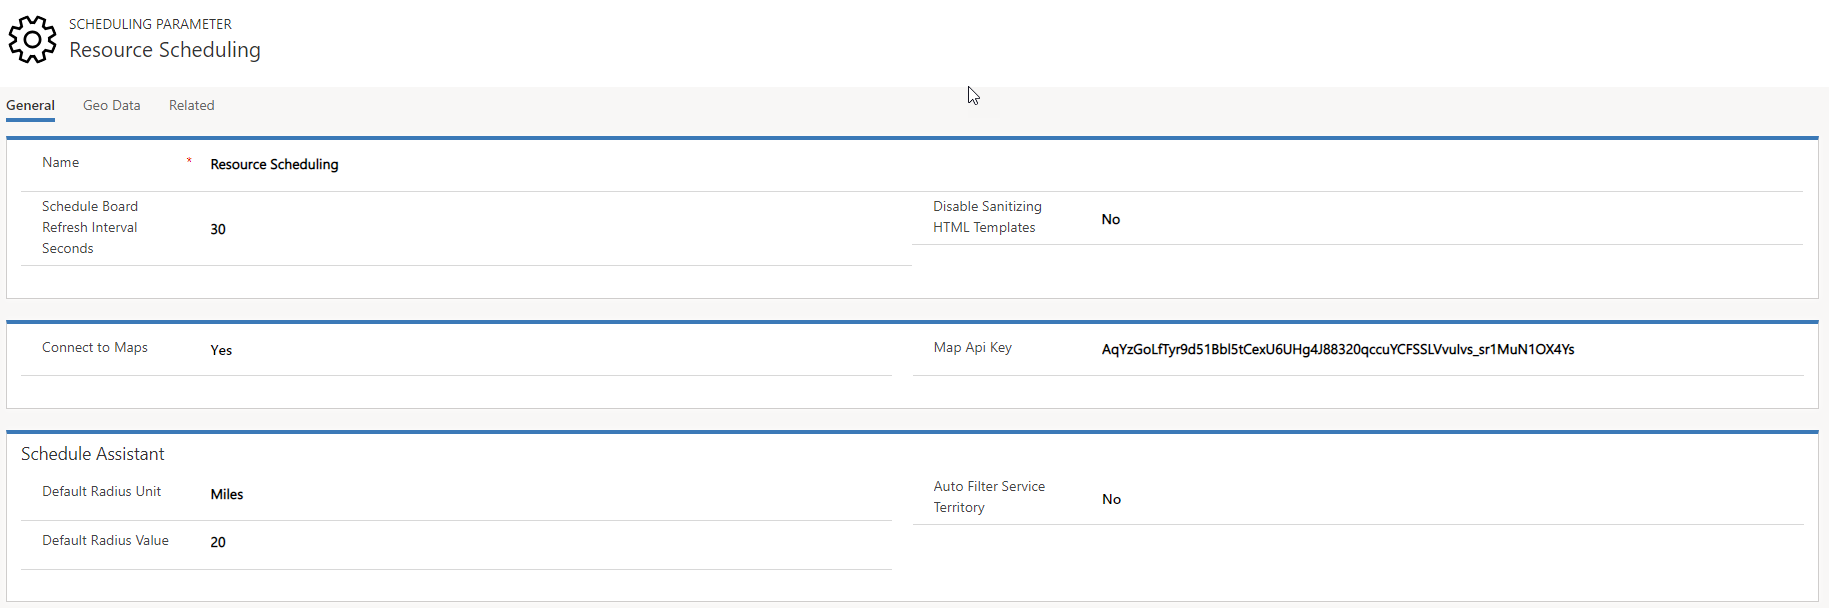 SCHEDULING PARAMETER
Resource Scheduling
General Geo Data Related
Name * Resource Scheduling
Schedule Board
Refresh Interval
Seconds
30
Disable Sanitizing
HTML Templates
No
Connect to Maps Yes
Map Api Key AqYzGoLfTyr9d51Bbl5tCexU6UHg4J88320qccuYCFSSLVvulvs_sr1MuN1OX4Ys
Schedule Assistant
Default Radius Unit Miles
Auto Filter Service
Territory
No
Default Radius Value 20